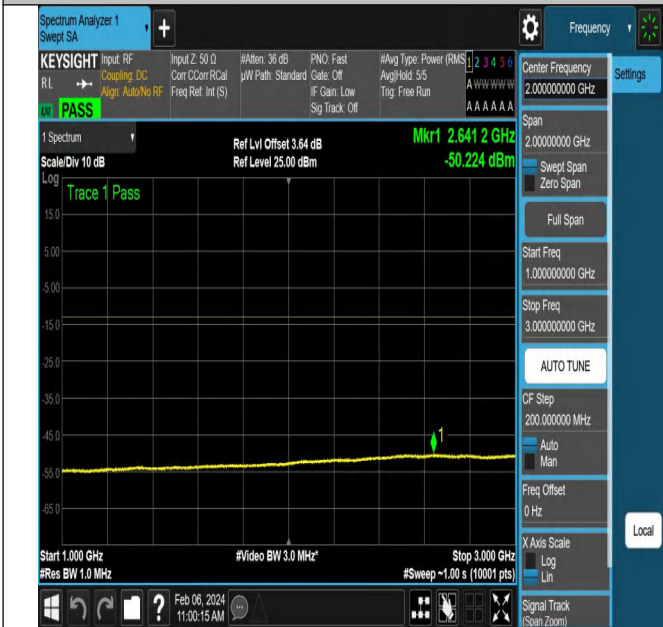 Spectrum Analyzer 1
Swept SA
+
Frequency
KEYSIGHT
RL
PASS
Input: RF
Coupling: DC
Align: Auto/No RF
Input Z: 50 Ω
Corr CCorr RCal
Freq Ref: Int (S)
#Atten: 36 dB
µW Path: Standard
PNO: Fast
Gate: Off
IF Gain: Low
Sig Track: Off
#Avg Type: Power (RMS
Avg|Hold: 5/5
Trig: Free Run
1 2 3 4 5 6
A W W W W W
A A A A A A
1 Spectrum
Scale/Div 10 dB
Ref Lvl Offset 3.64 dB
Ref Level 25.00 dBm
Mkr1 2.641 2 GHz
-50.224 dBm
Log
Trace 1 Pass
15.0
5.00
-5.00
-15.0
-25.0
-35.0
-45.0
-55.0
-65.0
1
Start 1.000 GHz
#Res BW 1.0 MHz
#Video BW 3.0 MHz*
Stop 3.000 GHz
#Sweep ~1.00 s (10001 pts)
?
Feb 06, 2024
11:00:15 AM
Center Frequency
2.000000000 GHz
Span
2.00000000 GHz
Swept Span
Zero Span
Full Span
Start Freq
1.000000000 GHz
Stop Freq
3.000000000 GHz
AUTO TUNE
CF Step
200.000000 MHz
Auto
Man
Freq Offset
0 Hz
X Axis Scale
Log
Lin
Signal Track
(Span Zoom)
Settings
Local